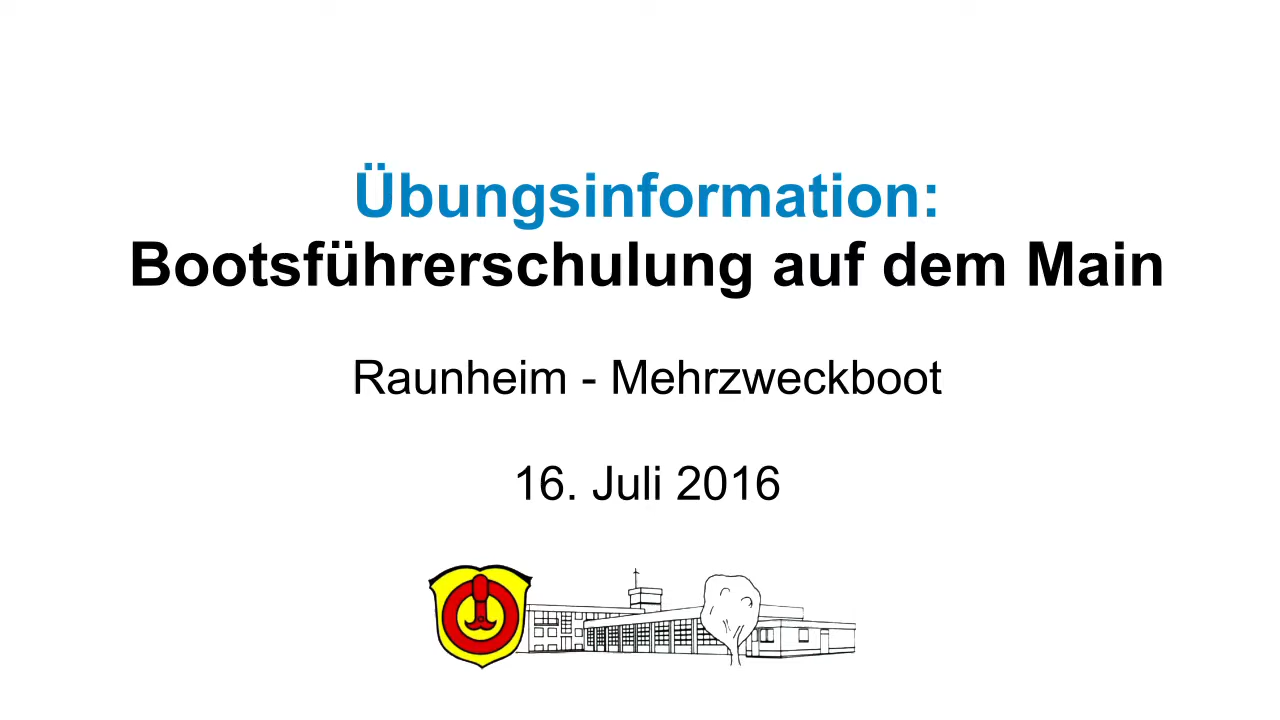 Übungsinformation:
Bootsführerschulung auf dem Main
Raunheim - Mehrzweckboot
16. Juli 2016